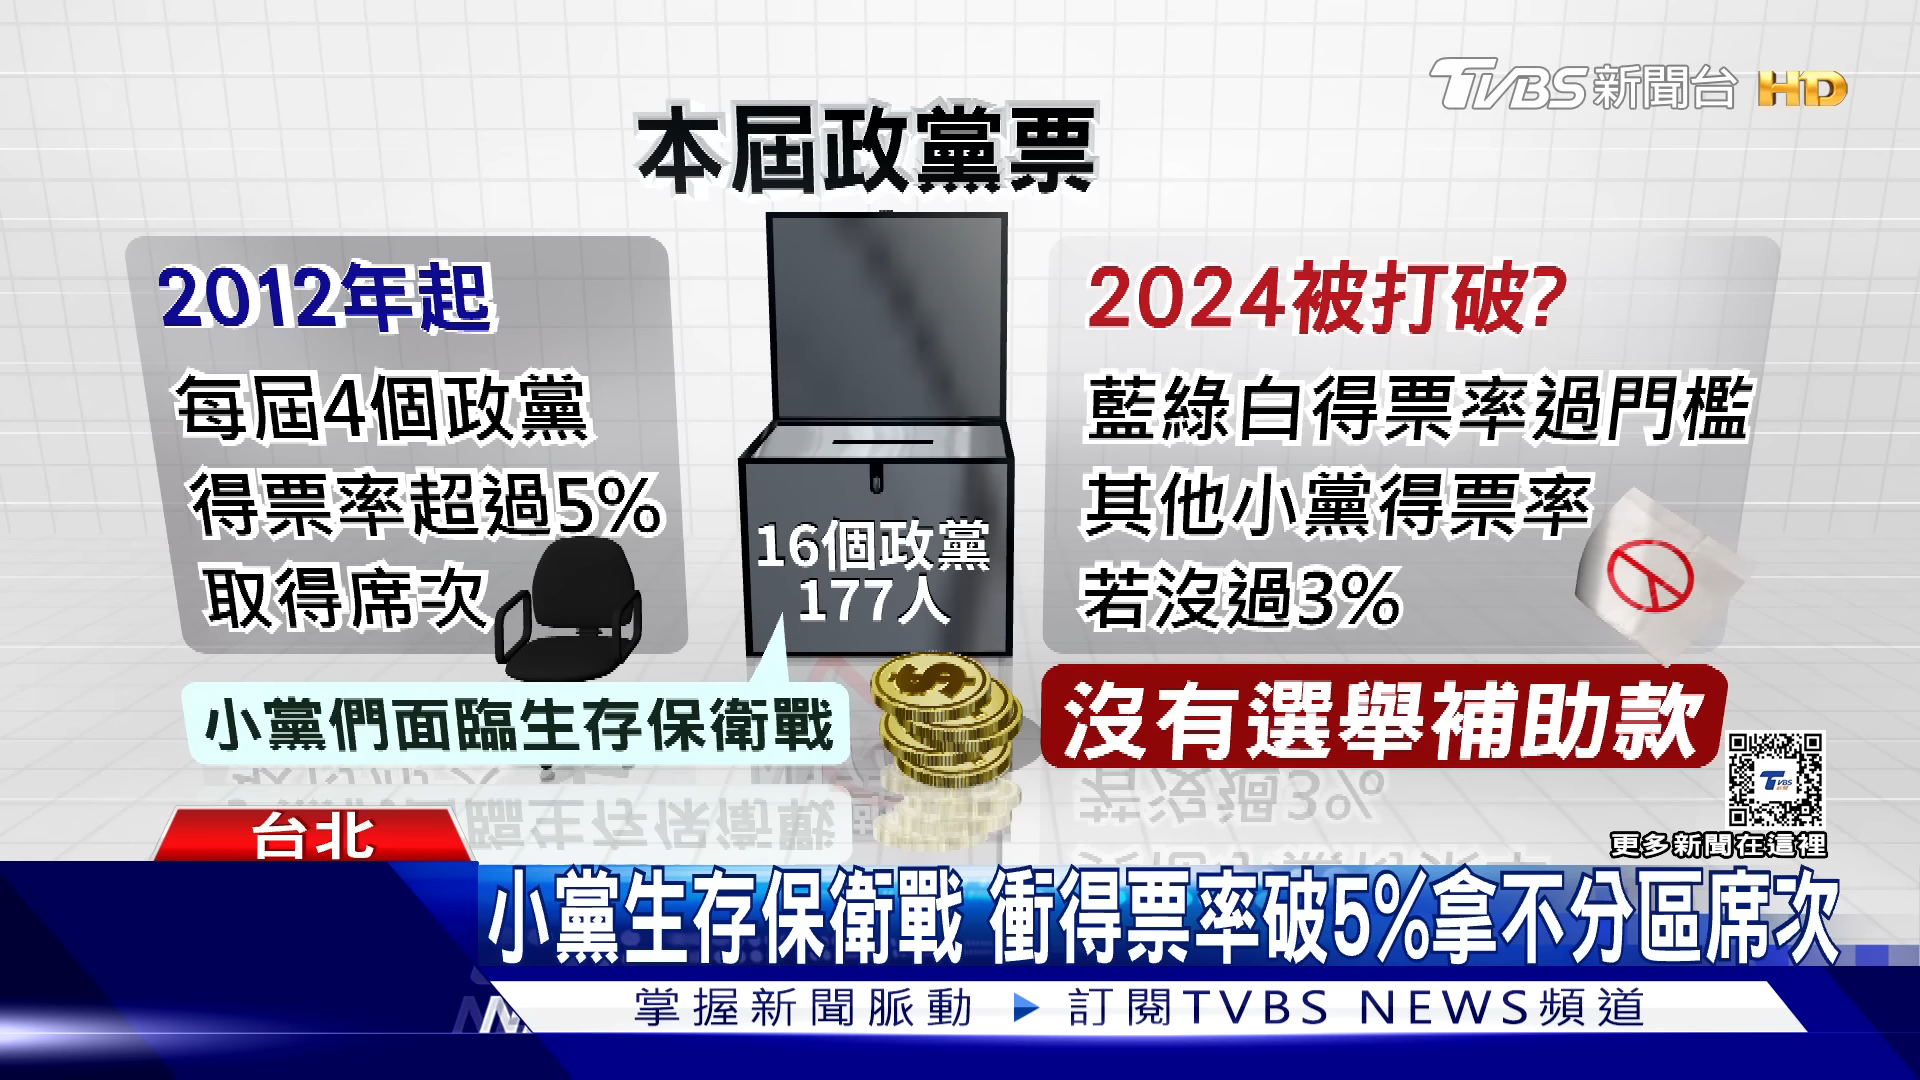 TVBS新聞台 HD
本屆政黨票
2012年起
每屆4個政黨
得票率超過5%
取得席次
16個政黨
177人
小黨們面臨生存保衛戰
2024被打破?
藍綠白得票率過門檻
其他小黨得票率
若沒過3%
沒有選舉補助款
TVBS
新聞
更多新聞在這裡
台北
小黨生存保衛戰 衝得票率破5%拿不分區席次
掌握新聞脈動 ▶ 訂閱TVBS NEWS頻道